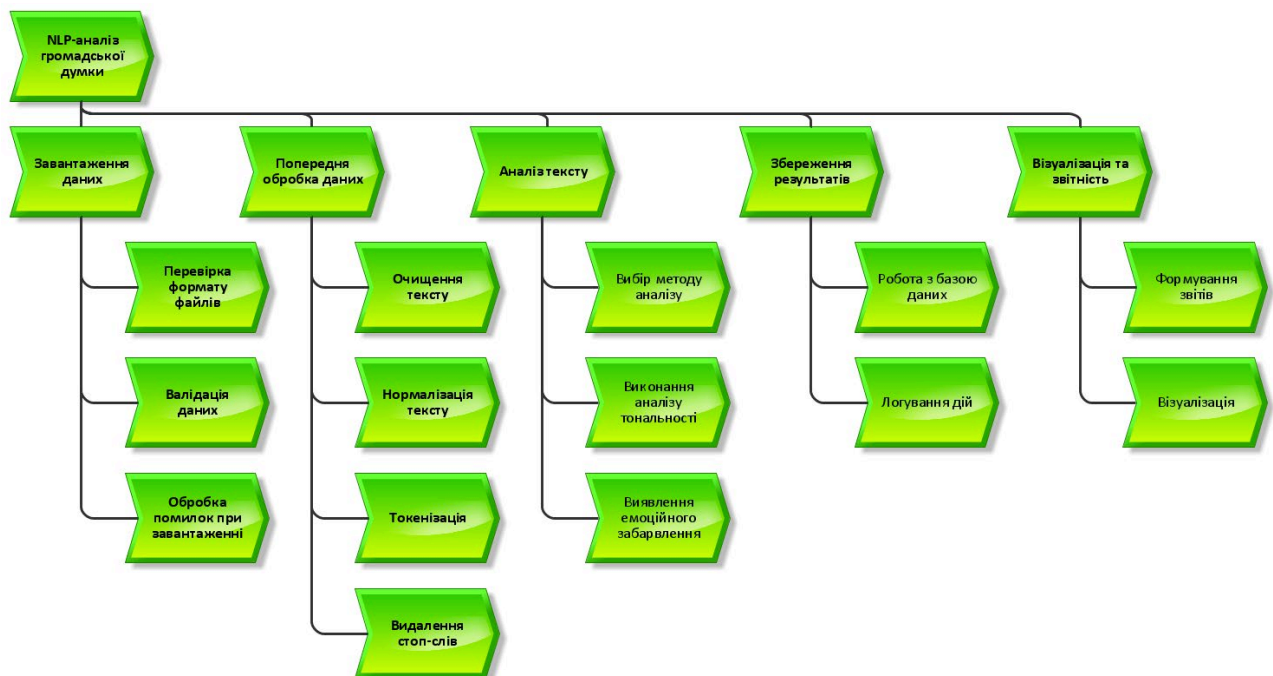 NLP-аналіз
громадської
думки
Завантаження
даних
Попередня
обробка даних
Аналіз тексту
Збереження
результатів
Візуалізація та
звітність
Перевірка
формату
файлів
Очищення
тексту
Вибір методу
аналізу
Робота з базою
даних
Формування
звітів
Валідація
даних
Нормалізація
тексту
Виконання
аналізу
тональності
Логування дій
Візуалізація
Обробка
помилок при
завантаженні
Токенізація
Виявлення
емоційного
забарвлення
Видалення
стоп-слів